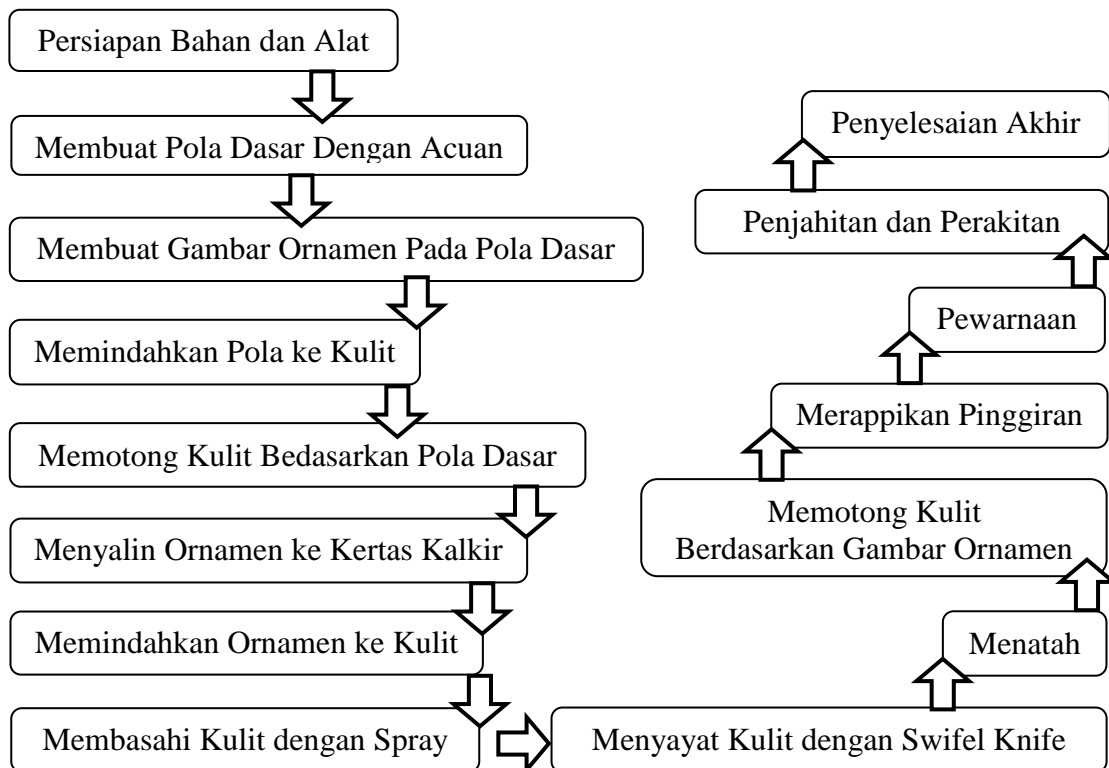 Persiapan Bahan dan Alat
Membuat Pola Dasar Dengan Acuan
Membuat Gambar Ornamen Pada Pola Dasar
Memindahkan Pola ke Kulit
Memotong Kulit Bedasarkan Pola Dasar
Menyalin Ornamen ke Kertas Kalkir
Memindahkan Ornamen ke Kulit
Membasahi Kulit dengan Spray
Menyayat Kulit dengan Swifel Knife
Menatah
Memotong Kulit
Berdasarkan Gambar Ornamen
Merappikan Pinggiran
Pewarnaan
Penjahitan dan Perakitan
Penyelesaian Akhir